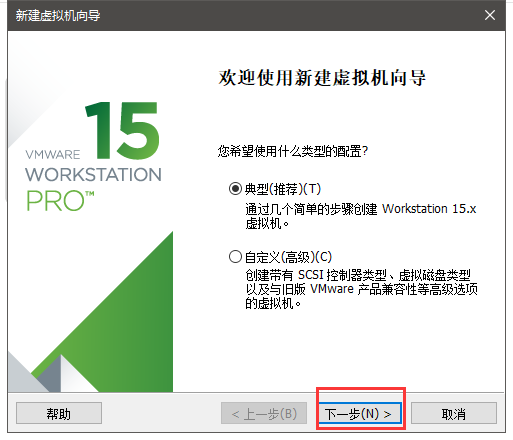 新建虚拟机向导
欢迎使用新建虚拟机向导
15
VMWARE
WORKSTATION
PRO™
您希望使用什么类型的配置?
典型(推荐)(T)
通过几个简单的步骤创建 Workstation 15.x
虚拟机。
自定义(高级)(C)
创建带有 SCSI 控制器类型、虚拟磁盘类型
以及与旧版 VMware 产品兼容性等高级选项
的虚拟机。
帮助
< 上一步(B)
下一步(N) >
取消